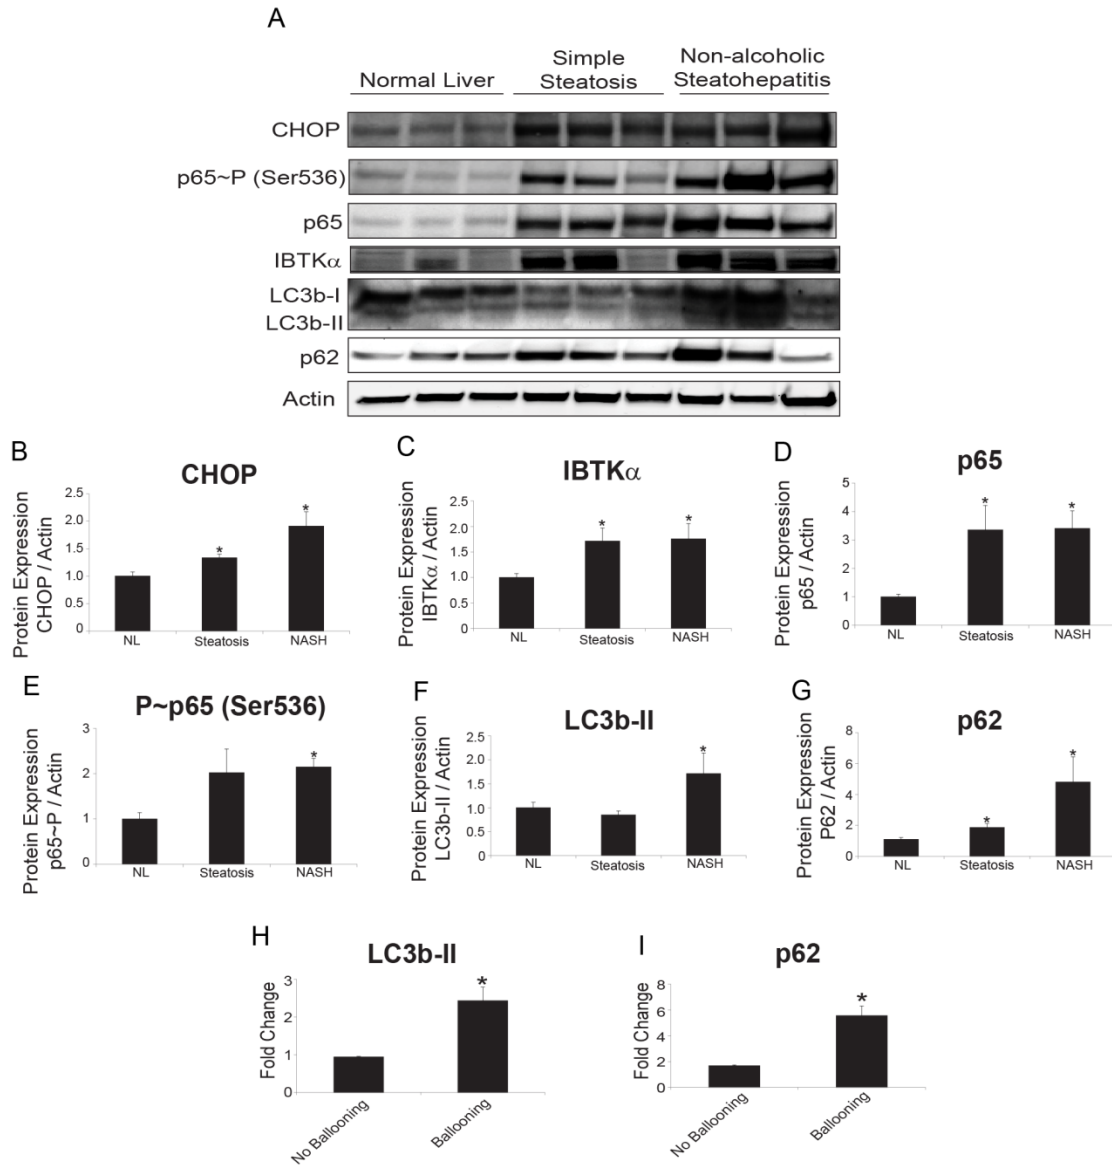 A
Normal Liver
Simple
Steatosis
Non-alcoholic
Steatohepatitis
CHOP
p65~P (Ser536)
p65
IBTKα
LC3b-I
LC3b-II
p62
Actin
B
CHOP
Protein Expression
CHOP / Actin
2.5
2.0
1.5
1.0
0.5
0
*
*
NL
Steatosis
NASH
C
IBTKα
Protein Expression
IBTKα / Actin
2.5
2.0
1.5
1.0
0.5
0
*
*
NL
Steatosis
NASH
D
p65
Protein Expression
p65 / Actin
5
4
3
2
1
0
*
*
NL
Steatosis
NASH
E
P~p65 (Ser536)
Protein Expression
p65~P / Actin
3
2
1
0
*
NL
Steatosis
NASH
F
LC3b-II
Protein Expression
LC3b-II / Actin
2.5
2.0
1.5
1.0
0.5
0
*
NL
Steatosis
NASH
G
p62
Protein Expression
P62 / Actin
8
6
4
2
0
*
*
NL
Steatosis
NASH
H
LC3b-II
Fold Change
3
2
1
0
*
No Ballooning
Ballooning
I
p62
Fold Change
8
6
4
2
0
*
No Ballooning
Ballooning